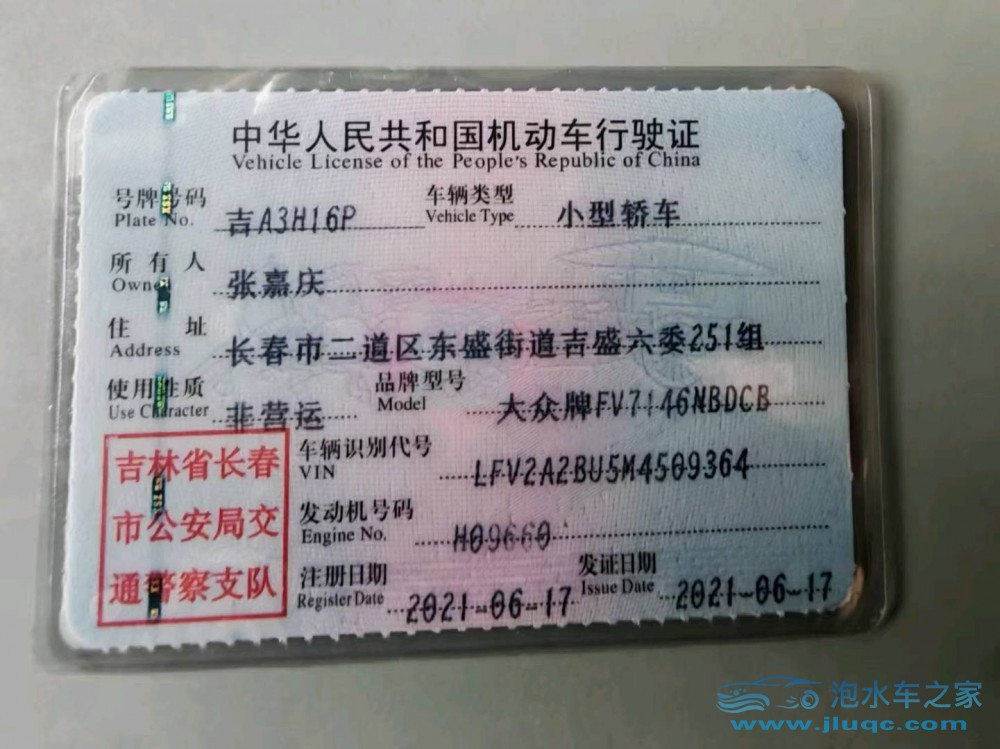 中华人民共和国机动车行驶证
Vehicle License of the People's Republic of China
号牌号码 吉A3H16P 车辆类型 小型轿车
Plate No. Vehicle Type
所有人 张嘉庆
Owner
住址 长春市二道区东盛街道吉盛六委251组
Address
使用性质 非营运 品牌型号 大众牌FV7146NBDCB
Use Character Model
吉林省长春
市公安局交
通警察支队
车辆识别代号 LFV2A2BU5M4509364
VIN
发动机号码 H09660
Engine No.
注册日期 2021-06-17 发证日期 2021-06-17
Register Date Issue Date
泡水车之家
www.jluqc.com